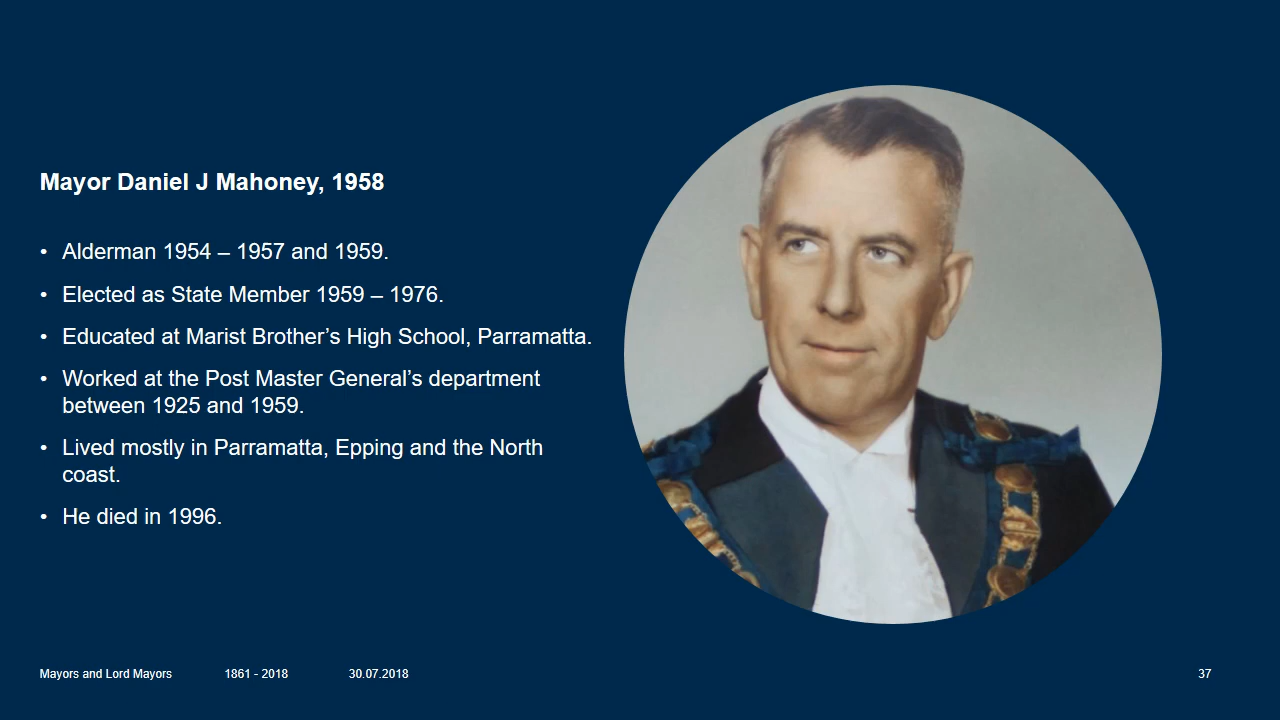 Mayor Daniel J Mahoney, 1958
• Alderman 1954 – 1957 and 1959.
• Elected as State Member 1959 – 1976.
• Educated at Marist Brother’s High School, Parramatta.
• Worked at the Post Master General’s department
between 1925 and 1959.
• Lived mostly in Parramatta, Epping and the North
coast.
• He died in 1996.
Mayors and Lord Mayors 1861 - 2018 30.07.2018 37